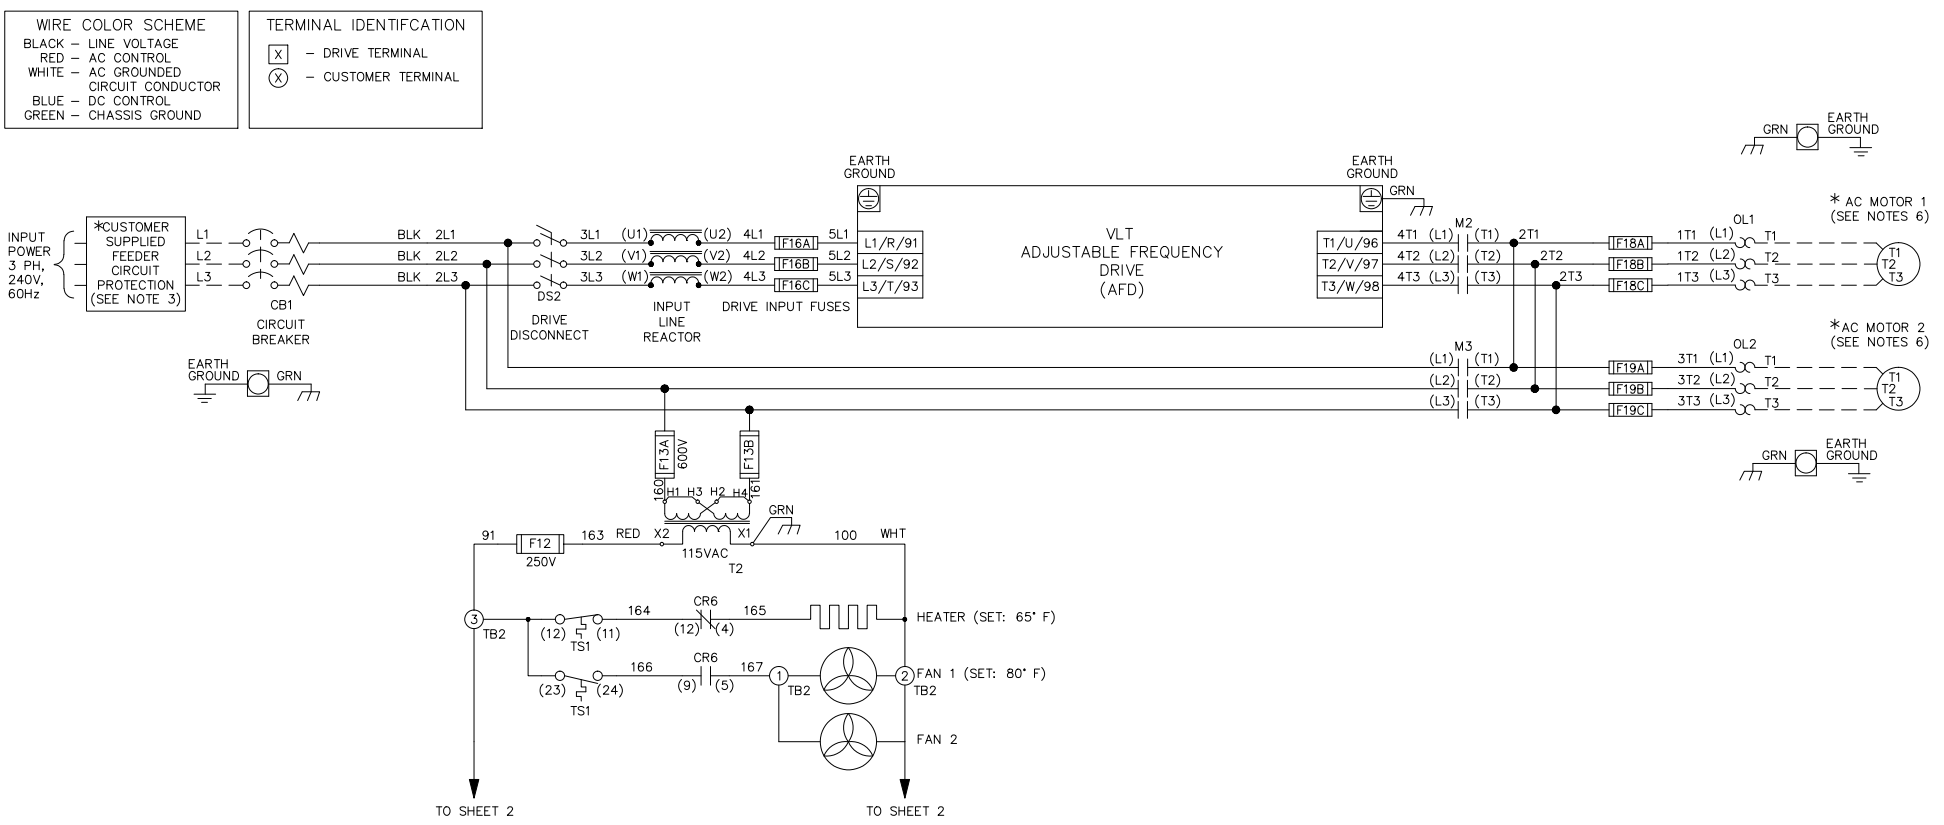 WIRE COLOR SCHEME
BLACK – LINE VOLTAGE
RED – AC CONTROL
WHITE – AC GROUNDED
CIRCUIT CONDUCTOR
BLUE – DC CONTROL
GREEN – CHASSIS GROUND
TERMINAL IDENTIFCATION
X – DRIVE TERMINAL
X – CUSTOMER TERMINAL
INPUT
POWER
3 PH,
240V,
60Hz
*CUSTOMER
SUPPLIED
FEEDER
CIRCUIT
PROTECTION
(SEE NOTE 3)
L1
L2
L3
CB1
CIRCUIT
BREAKER
EARTH
GROUND
GRN
BLK 2L1
BLK 2L2
BLK 2L3
DS2
DRIVE
DISCONNECT
3L1 (U1) (U2) 4L1 F16A 5L1
3L2 (V1) (V2) 4L2 F16B 5L2
3L3 (W1) (W2) 4L3 F16C 5L3
INPUT
LINE
REACTOR
DRIVE INPUT FUSES
EARTH
GROUND
L1/R/91
L2/S/92
L3/T/93
VLT
ADJUSTABLE FREQUENCY
DRIVE
(AFD)
EARTH
GROUND
GRN
T1/U/96
T2/V/97
T3/W/98
M2
4T1 (L1) (T1) 2T1
4T2 (L2) (T2) 2T2
4T3 (L3) (T3) 2T3
OL1
F18A 1T1 (L1) T1
F18B 1T2 (L2) T2
F18C 1T3 (L3) T3
GRN
EARTH
GROUND
* AC MOTOR 1
(SEE NOTES 6)
T1
T2
T3
M3
(L1) (T1)
(L2) (T2)
(L3) (T3)
OL2
F19A 3T1 (L1) T1
F19B 3T2 (L2) T2
F19C 3T3 (L3) T3
*AC MOTOR 2
(SEE NOTES 6)
T1
T2
T3
GRN
EARTH
GROUND
F13A
600V
F13B
160
161
H1 H3 H2 H4
GRN
91 F12 163 RED X2 X1 100 WHT
250V
115VAC
T2
3
TB2
(12) (11)
TS1
164
CR6
(12) (4)
165
HEATER (SET: 65° F)
(23) (24)
TS1
166
CR6
(9) (5)
167
1
TB2
2
TB2
FAN 1 (SET: 80° F)
FAN 2
TO SHEET 2
TO SHEET 2